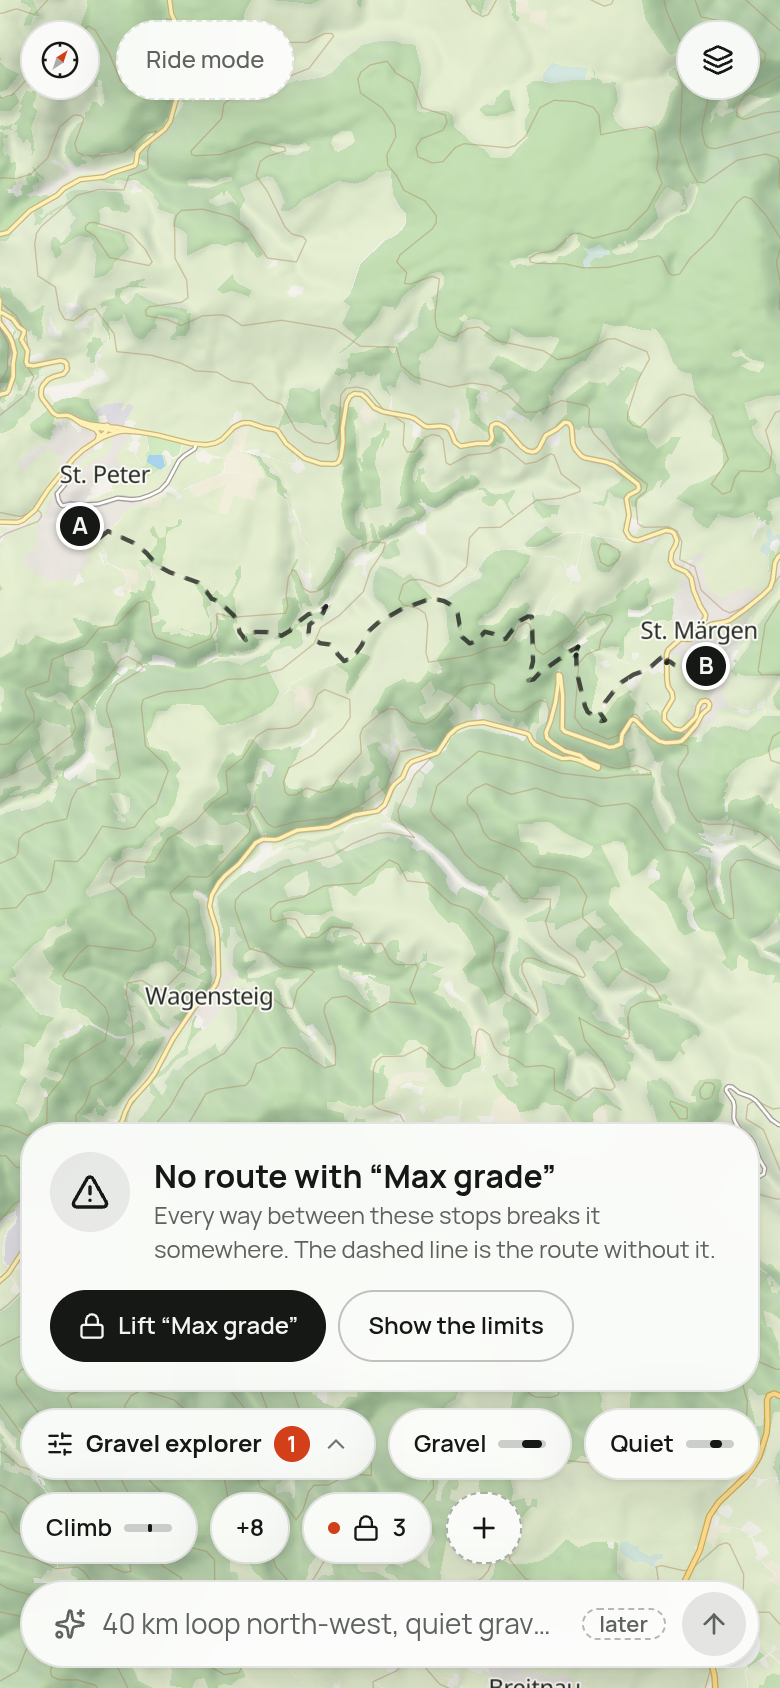 Ride mode
St. Peter
A
St. Märgen
B
Wagensteig
No route with “Max grade”
Every way between these stops breaks it
somewhere. The dashed line is the route without it.
Lift “Max grade”
Show the limits
Gravel explorer 1
Gravel
Quiet
Climb
+8
3
40 km loop north-west, quiet grav…
later
Breitnau